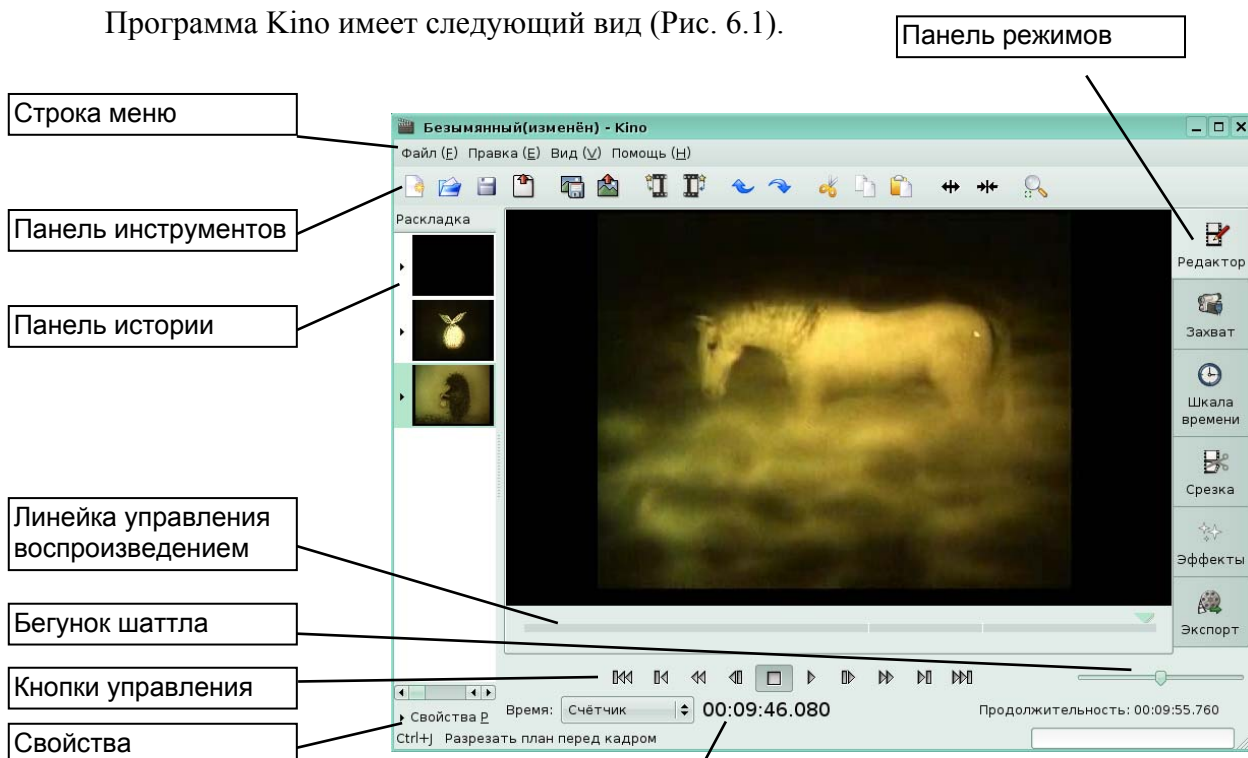 Программа Kino имеет следующий вид (Рис. 6.1).
Панель режимов
Строка меню
Панель инструментов
Панель истории
Линейка управления
воспроизведением
Бегунок шаттла
Кнопки управления
Свойства
Безымянный(изменён) - Kino
Файл (F) Правка (E) Вид (V) Помощь (H)
Раскладка
Редактор
Захват
Шкала
времени
Срезка
Эффекты
Экспорт
Свойства P
Время: Счётчик 00:09:46.080 Продолжительность: 00:09:55.760
Ctrl+J Разрезать план перед кадром